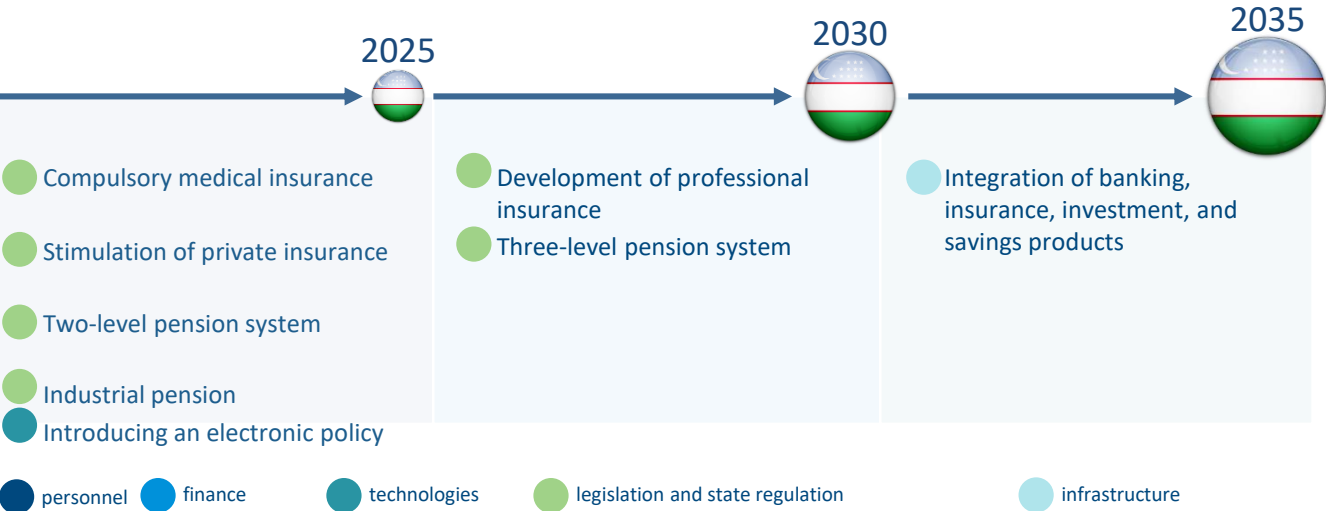 2025
2030
2035
Compulsory medical insurance
Stimulation of private insurance
Two-level pension system
Industrial pension
Introducing an electronic policy
Development of professional
insurance
Three-level pension system
Integration of banking,
insurance, investment, and
savings products
personnel
finance
technologies
legislation and state regulation
infrastructure